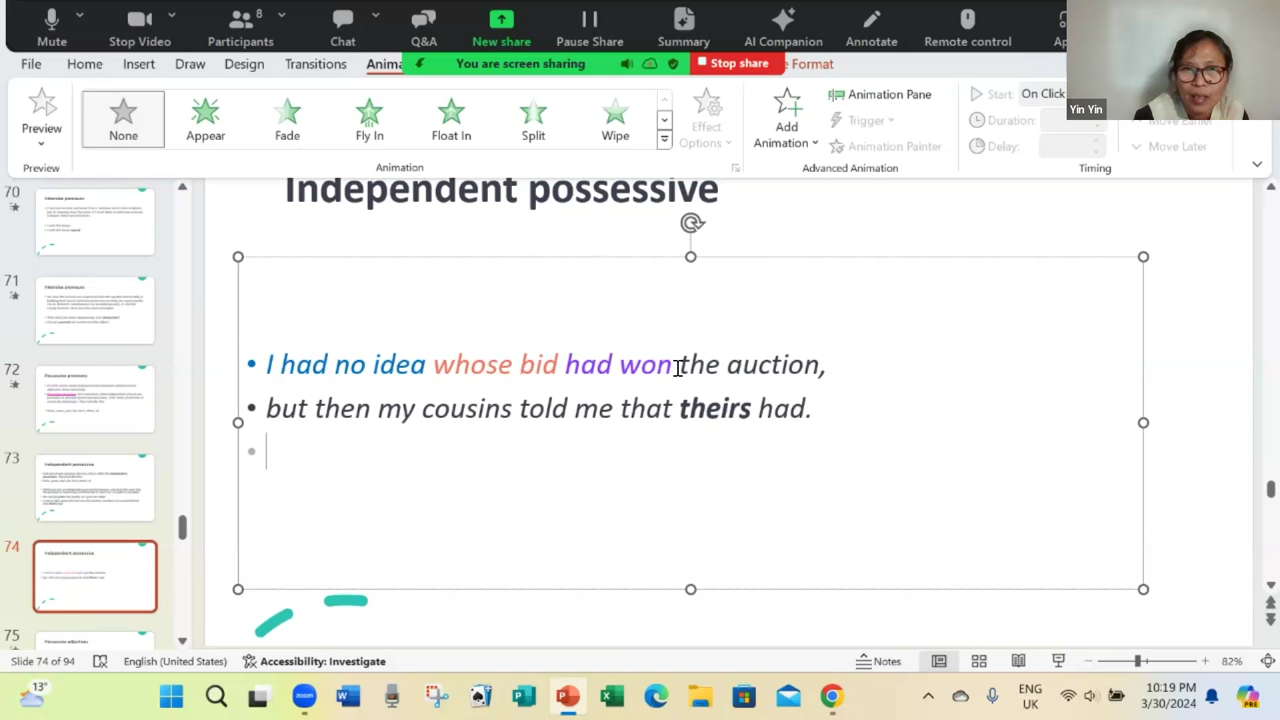 Mute
Stop Video
Participants
8
Chat
Q&A
New share
Pause Share
Summary
AI Companion
Annotate
Remote control
File
Home
Insert
Draw
Design
Transitions
You are screen sharing
Stop share
Format
Yin Yin
Preview
None
Appear
Fade
Fly In
Float In
Split
Wipe
Effect
Options
Add
Animation
Animation Pane
Trigger
Animation Painter
Start: On Click
Duration:
Delay:
Move Earlier
Move Later
Preview
Animation
Advanced Animation
Timing
70
71
72
73
74
75
Independent possessive
• I had no idea whose bid had won the auction,
• but then my cousins told me that theirs had.
Slide 74 of 94
English (United States)
Accessibility: Investigate
Notes
82%
13°
ENG
UK
10:19 PM
3/30/2024
PRE